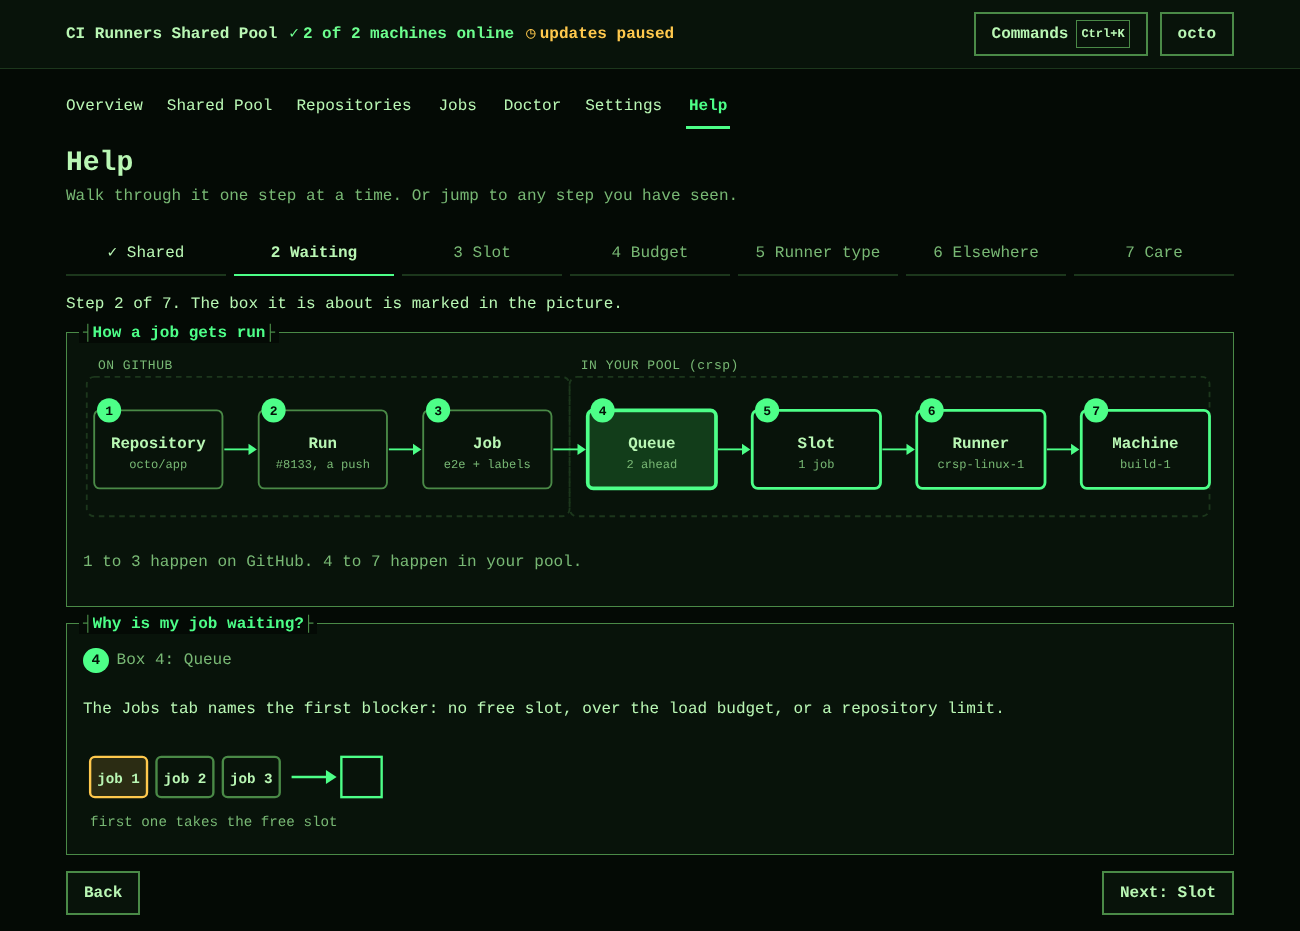 CI Runners Shared Pool ✓ 2 of 2 machines online ◷ updates paused Commands Ctrl+K octo
Overview Shared Pool Repositories Jobs Doctor Settings Help
Help
Walk through it one step at a time. Or jump to any step you have seen.
✓ Shared 2 Waiting 3 Slot 4 Budget 5 Runner type 6 Elsewhere 7 Care
Step 2 of 7. The box it is about is marked in the picture.
How a job gets run
ON GITHUB IN YOUR POOL (crsp)
1 2 3 4 5 6 7
Repository Run Job Queue Slot Runner Machine
octo/app #8133, a push e2e + labels 2 ahead 1 job crsp-linux-1 build-1
1 to 3 happen on GitHub. 4 to 7 happen in your pool.
Why is my job waiting?
4 Box 4: Queue
The Jobs tab names the first blocker: no free slot, over the load budget, or a repository limit.
job 1 job 2 job 3
first one takes the free slot
Back Next: Slot